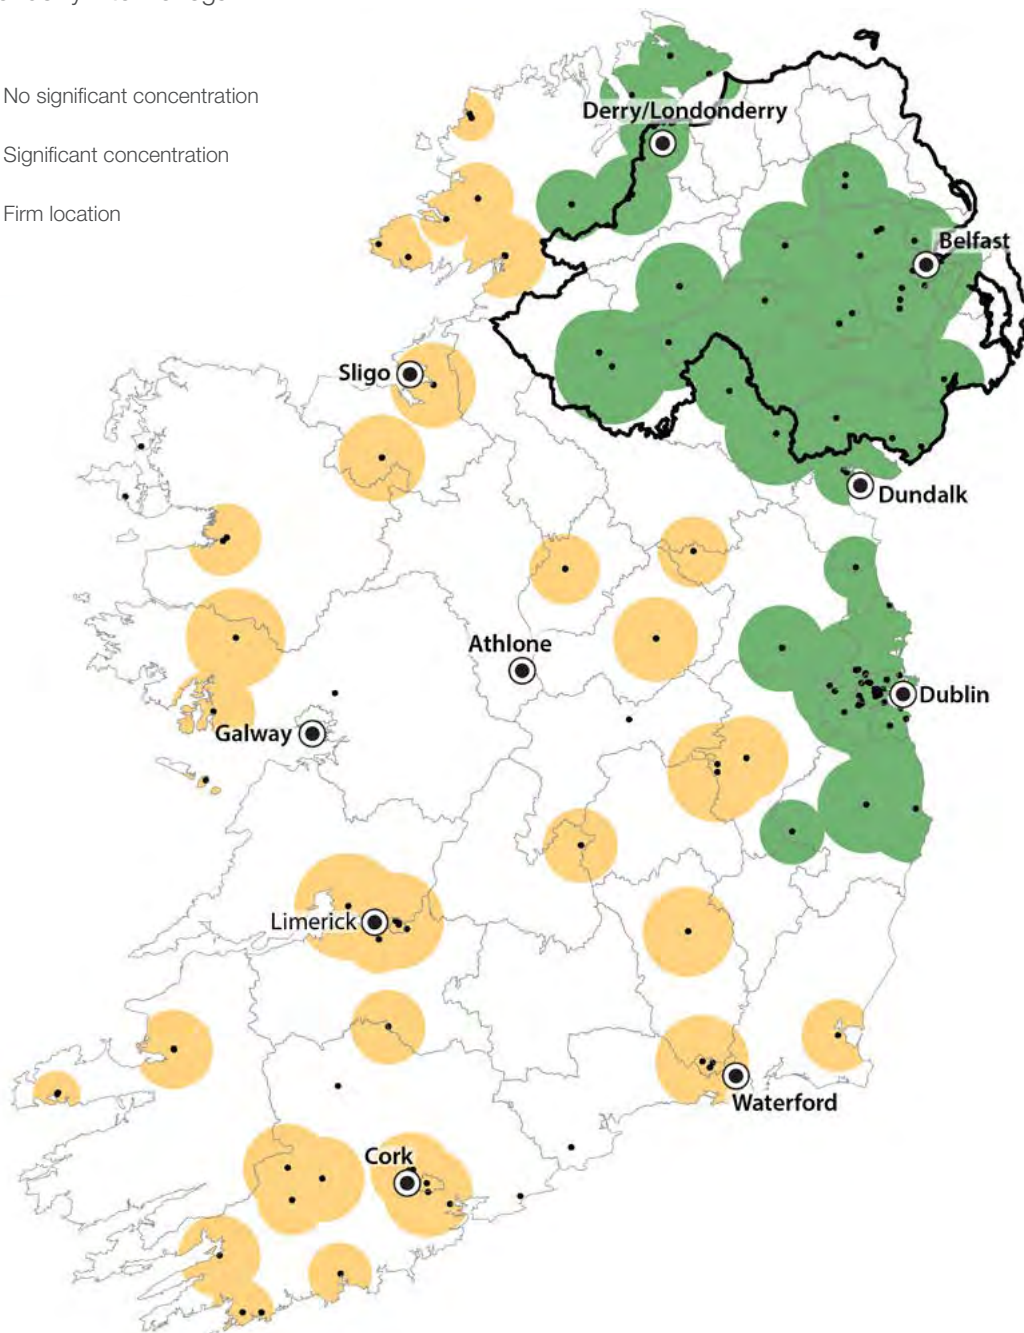 No significant concentration
Significant concentration
Firm location
Derry/Londonderry
Belfast
Sligo
Dundalk
Athlone
Dublin
Galway
Limerick
Waterford
Cork